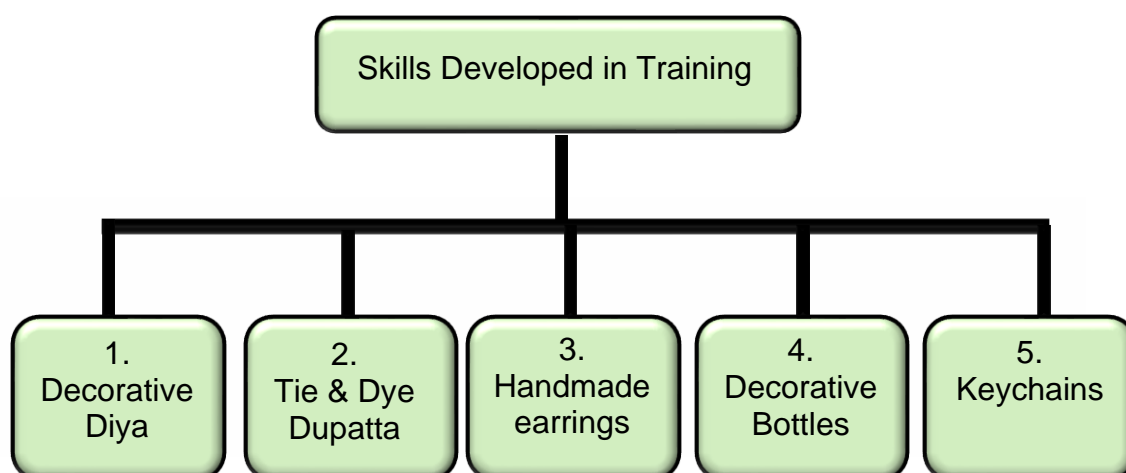 Skills Developed in Training
1.
Decorative
Diya
2.
Tie & Dye
Dupatta
3.
Handmade
earrings
4.
Decorative
Bottles
5.
Keychains